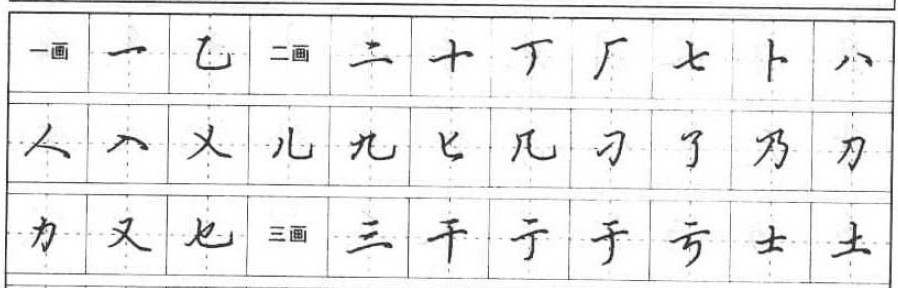 一画 一 乙 二画 二 十 丁 厂 七 卜 八
人 入 乂 儿 九 匕 几 刁 了 乃 刀
力 又 乜 三画 三 干 亍 于 亏 士 土